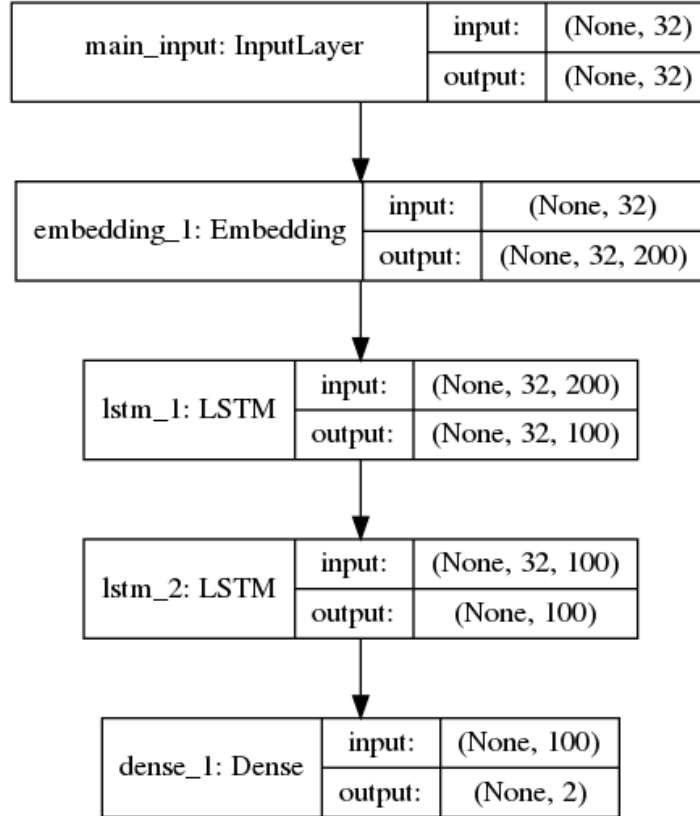 main_input: InputLayer
input:
(None, 32)
output:
(None, 32)
embedding_1: Embedding
input:
(None, 32)
output:
(None, 32, 200)
lstm_1: LSTM
input:
(None, 32, 200)
output:
(None, 32, 100)
lstm_2: LSTM
input:
(None, 32, 100)
output:
(None, 100)
dense_1: Dense
input:
(None, 100)
output:
(None, 2)